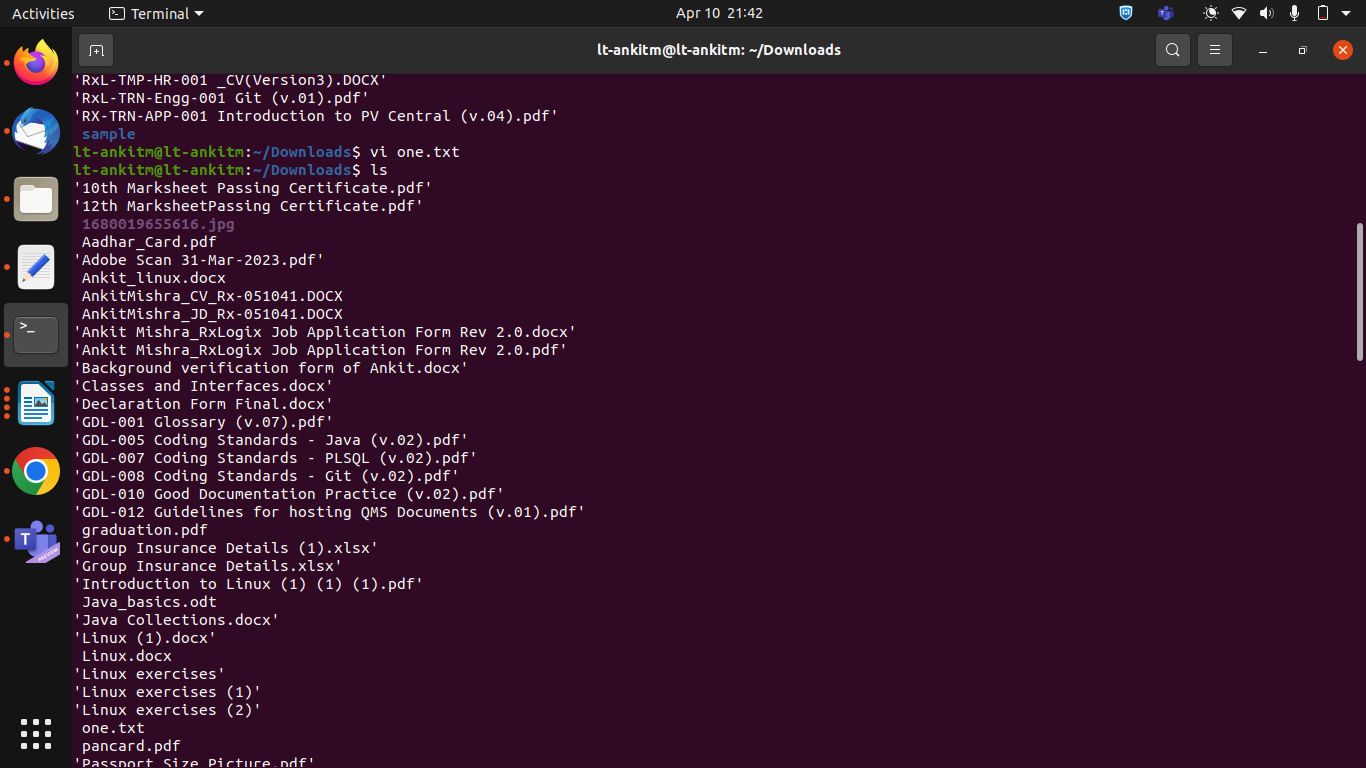 Activities
Terminal
Apr 10 21:42
lt-ankitm@lt-ankitm: ~/Downloads
'RxL-TMP-HR-001 _CV(Version3).DOCX'
'RxL-TRN-Engg-001 Git (v.01).pdf'
'RX-TRN-APP-001 Introduction to PV Central (v.04).pdf'
sample
lt-ankitm@lt-ankitm:~/Downloads$ vi one.txt
lt-ankitm@lt-ankitm:~/Downloads$ ls
'10th Marksheet Passing Certificate.pdf'
'12th MarksheetPassing Certificate.pdf'
1680019655616.jpg
Aadhar_Card.pdf
'Adobe Scan 31-Mar-2023.pdf'
Ankit_linux.docx
AnkitMishra_CV_Rx-051041.DOCX
AnkitMishra_JD_Rx-051041.DOCX
'Ankit Mishra_RxLogix Job Application Form Rev 2.0.docx'
'Ankit Mishra_RxLogix Job Application Form Rev 2.0.pdf'
'Background verification form of Ankit.docx'
'Classes and Interfaces.docx'
'Declaration Form Final.docx'
'GDL-001 Glossary (v.07).pdf'
'GDL-005 Coding Standards - Java (v.02).pdf'
'GDL-007 Coding Standards - PLSQL (v.02).pdf'
'GDL-008 Coding Standards - Git (v.02).pdf'
'GDL-010 Good Documentation Practice (v.02).pdf'
'GDL-012 Guidelines for hosting QMS Documents (v.01).pdf'
graduation.pdf
'Group Insurance Details (1).xlsx'
'Group Insurance Details.xlsx'
'Introduction to Linux (1) (1) (1).pdf'
Java_basics.odt
'Java Collections.docx'
'Linux (1).docx'
Linux.docx
'Linux exercises'
'Linux exercises (1)'
'Linux exercises (2)'
one.txt
pancard.pdf
'Passport Size Picture.pdf'